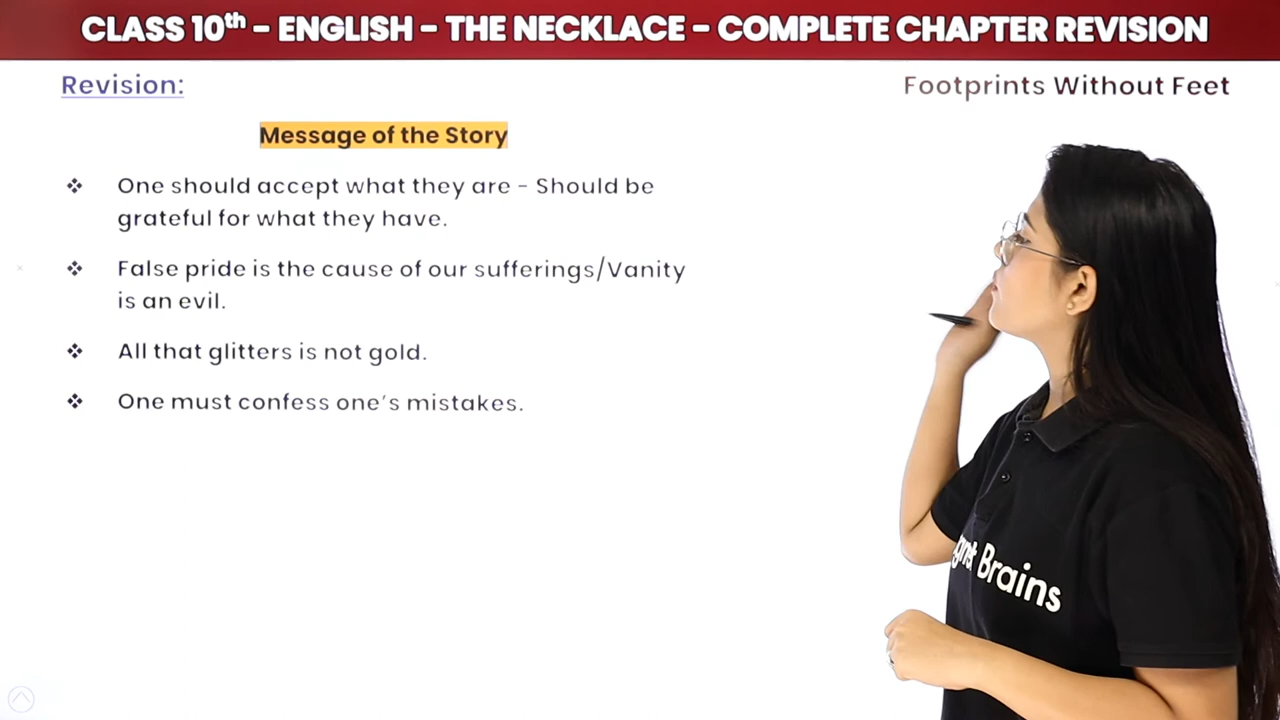 CLASS 10th – ENGLISH – THE NECKLACE – COMPLETE CHAPTER REVISION
Revision:
Footprints Without Feet
Message of the Story
❖ One should accept what they are – Should be
grateful for what they have.
❖ False pride is the cause of our sufferings/Vanity
is an evil.
❖ All that glitters is not gold.
❖ One must confess one's mistakes.
Brains